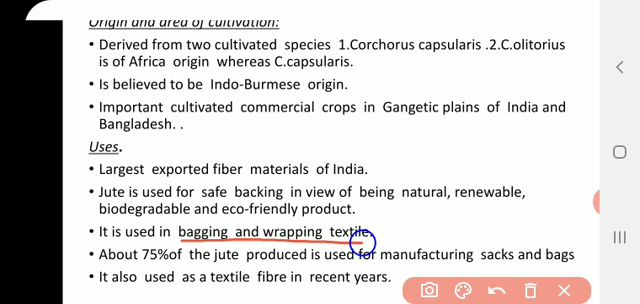 Origin and area of cultivation:
• Derived from two cultivated species 1.Corchorus capsularis .2.C.olitorius
is of Africa origin whereas C.capsularis.
• Is believed to be Indo-Burmese origin.
• Important cultivated commercial crops in Gangetic plains of India and
Bangladesh. .
Uses.
• Largest exported fiber materials of India.
• Jute is used for safe backing in view of being natural, renewable,
biodegradable and eco-friendly product.
• It is used in bagging and wrapping textile.
• About 75%of the jute produced is used for manufacturing sacks and bags
• It also used as a textile fibre in recent years.